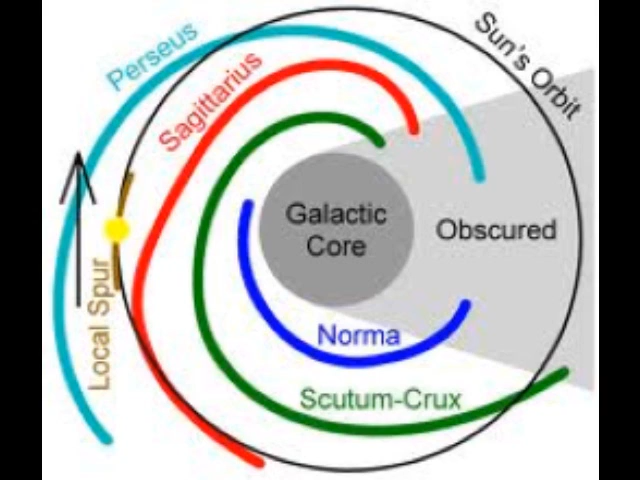 Perseus
Sagittarius
Sun's Orbit
Galactic
Core
Obscured
Local Spur
Norma
Scutum-Crux